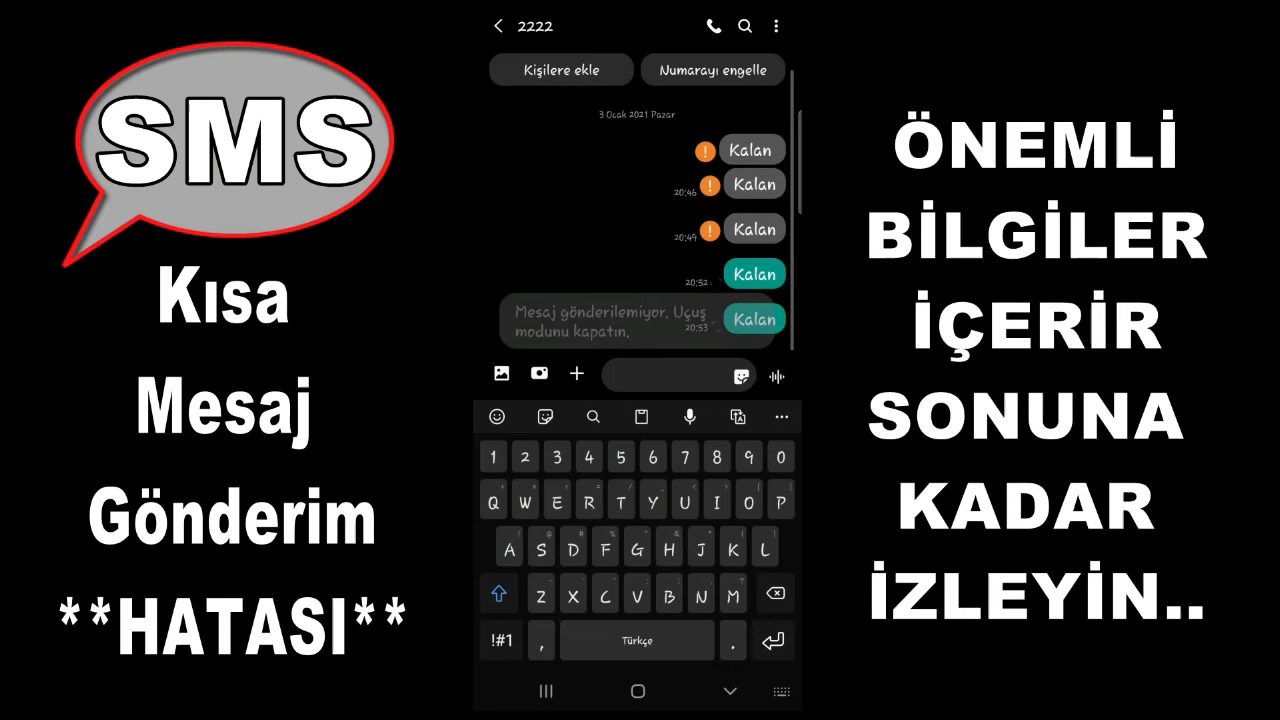 SMS
Kısa
Mesaj
Gönderim
**HATASI**
2222
Kişilere ekle
Numarayı engelle
3 Ocak 2021 Pazar
! Kalan
20:46 ! Kalan
20:49 ! Kalan
20:52 Kalan
Mesaj gönderilemiyor. Uçuş
modunu kapatın.
20:53 Kalan
1 2 3 4 5 6 7 8 9 0
Q W E R T Y U I O P
A S D F G H J K L
Z X C V B N M
!#1 , Türkçe .
ÖNEMLİ
BİLGİLER
İÇERİR
SONUNA
KADAR
İZLEYİN..